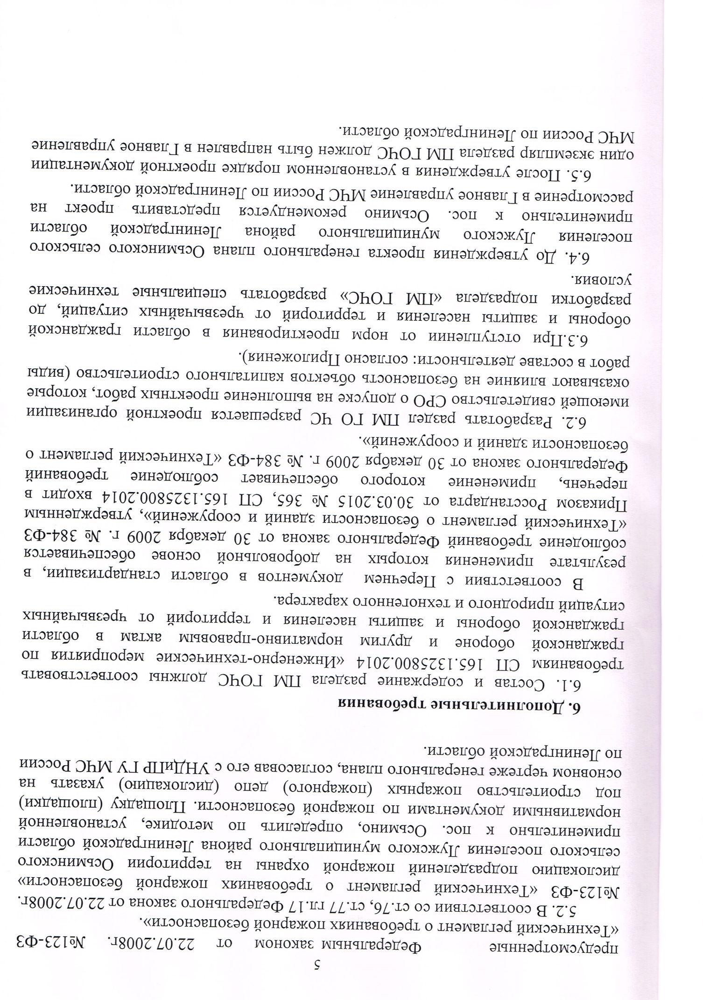 5
предусмотренные Федеральным законом от 22.07.2008г. №123-ФЗ
«Технический регламент о требованиях пожарной безопасности».
5.2. В соответствии со ст.76, ст.77 гл.17 Федерального закона от 22.07.2008г.
№123-ФЗ «Технический регламент о требованиях пожарной безопасности»
дислокацию подразделений пожарной охраны на территории Осьминского
сельского поселения Лужского муниципального района Ленинградской области
применительно к пос. Осьмино, определить по методике, установленной
нормативными документами по пожарной безопасности. Площадку (площадки)
под строительство пожарных (пожарного) депо (дислокацию) указать на
основном чертеже генерального плана, согласовав его с УНДиПР ГУ МЧС России
по Ленинградской области.
6. Дополнительные требования
6.1. Состав и содержание раздела ПМ ГОЧС должны соответствовать
требованиям СП 165.1325800.2014 «Инженерно-технические мероприятия по
гражданской обороне и другим нормативно-правовым актам в области
гражданской обороны и защиты населения и территорий от чрезвычайных
ситуаций природного и техногенного характера.
В соответствии с Перечнем документов в области стандартизации, в
результате применения которых на добровольной основе обеспечивается
соблюдение требований Федерального закона от 30 декабря 2009 г. № 384-ФЗ
«Технический регламент о безопасности зданий и сооружений», утвержденным
Приказом Росстандарта от 30.03.2015 № 365, СП 165.1325800.2014 входит в
перечень, применение которого обеспечивает соблюдение требований
Федерального закона от 30 декабря 2009 г. № 384-ФЗ «Технический регламент о
безопасности зданий и сооружений».
6.2. Разработать раздел ПМ ГО ЧС разрешается проектной организации
имеющей свидетельство СРО о допуске на выполнение проектных работ, которые
оказывают влияние на безопасность объектов капитального строительство (виды
работ в составе деятельности: согласно Приложения).
6.3.При отступлении от норм проектирования в области гражданской
обороны и защиты населения и территорий от чрезвычайных ситуаций, до
разработки подраздела «ПМ ГОЧС» разработать специальные технические
условия.
6.4. До утверждения проекта генерального плана Осьминского сельского
поселения Лужского муниципального района Ленинградской области
применительно к пос. Осьмино рекомендуется представить проект на
рассмотрение в Главное управление МЧС России по Ленинградской области.
6.5. После утверждения в установленном порядке проектной документации
один экземпляр раздела ПМ ГОЧС должен быть направлен в Главное управление
МЧС России по Ленинградской области.